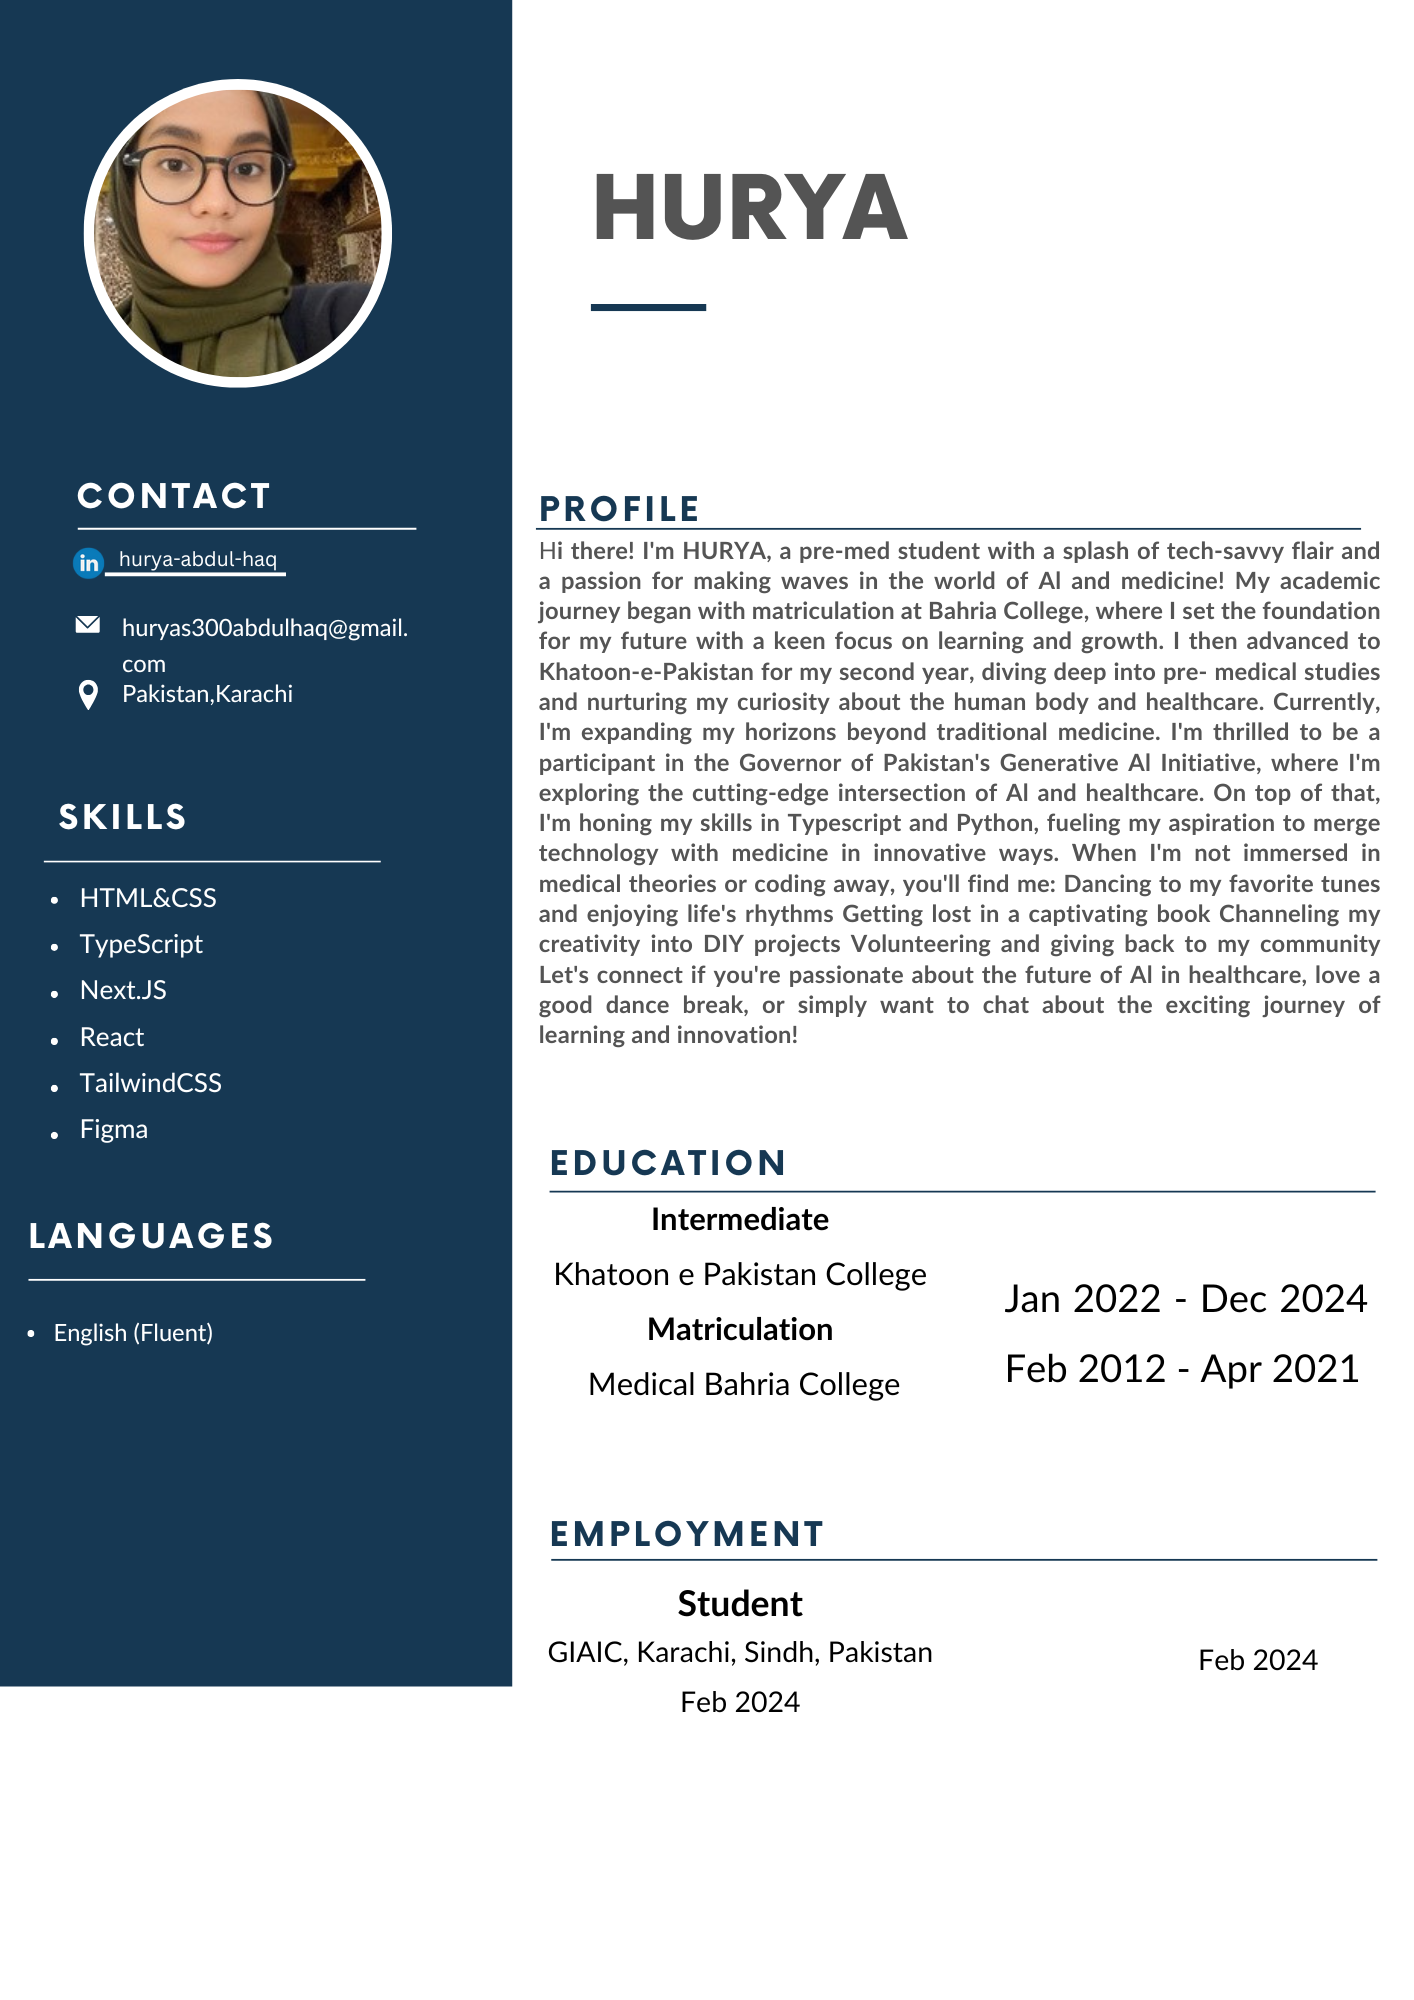 HURYA
CONTACT
in hurya-abdul-haq
huryas300abdulhaq@gmail.
com
Pakistan,Karachi
SKILLS
• HTML&CSS
• TypeScript
• Next.JS
• React
• TailwindCSS
• Figma
LANGUAGES
• English (Fluent)
PROFILE
Hi there! I'm HURYA, a pre-med student with a splash of tech-savvy flair and
a passion for making waves in the world of Al and medicine! My academic
journey began with matriculation at Bahria College, where I set the foundation
for my future with a keen focus on learning and growth. I then advanced to
Khatoon-e-Pakistan for my second year, diving deep into pre- medical studies
and nurturing my curiosity about the human body and healthcare. Currently,
I'm expanding my horizons beyond traditional medicine. I'm thrilled to be a
participant in the Governor of Pakistan's Generative Al Initiative, where I'm
exploring the cutting-edge intersection of Al and healthcare. On top of that,
I'm honing my skills in Typescript and Python, fueling my aspiration to merge
technology with medicine in innovative ways. When I'm not immersed in
medical theories or coding away, you'll find me: Dancing to my favorite tunes
and enjoying life's rhythms Getting lost in a captivating book Channeling my
creativity into DIY projects Volunteering and giving back to my community
Let's connect if you're passionate about the future of Al in healthcare, love a
good dance break, or simply want to chat about the exciting journey of
learning and innovation!
EDUCATION
Intermediate
Khatoon e Pakistan College
Jan 2022 - Dec 2024
Matriculation
Medical Bahria College
Feb 2012 - Apr 2021
EMPLOYMENT
Student
GIAIC, Karachi, Sindh, Pakistan
Feb 2024
Feb 2024